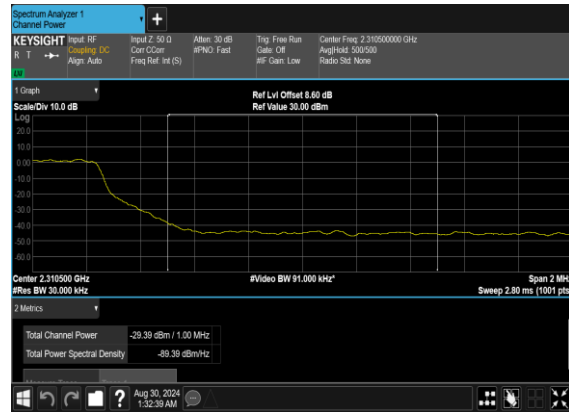 Spectrum Analyzer 1
Channel Power
KEYSIGHT
R T
LW
Input: RF
Coupling: DC
Align: Auto
Input Z: 50 Ω
Corr CCorr
Freq Ref: Int (S)
Atten: 30 dB
#PNO: Fast
Trig: Free Run
Gate: Off
#IF Gain: Low
Center Freq: 2.310500000 GHz
Avg|Hold: 500/500
Radio Std: None
1 Graph
Scale/Div 10.0 dB
Ref Lvl Offset 8.60 dB
Ref Value 30.00 dBm
Log
20.0
10.0
0.00
-10.0
-20.0
-30.0
-40.0
-50.0
-60.0
Center 2.310500 GHz
#Res BW 30.000 kHz
#Video BW 91.000 kHz*
Span 2 MH
Sweep 2.80 ms (1001 pts
2 Metrics
Total Channel Power -29.39 dBm / 1.00 MHz
Total Power Spectral Density -89.39 dBm/Hz
?
Aug 30, 2024
1:32:39 AM